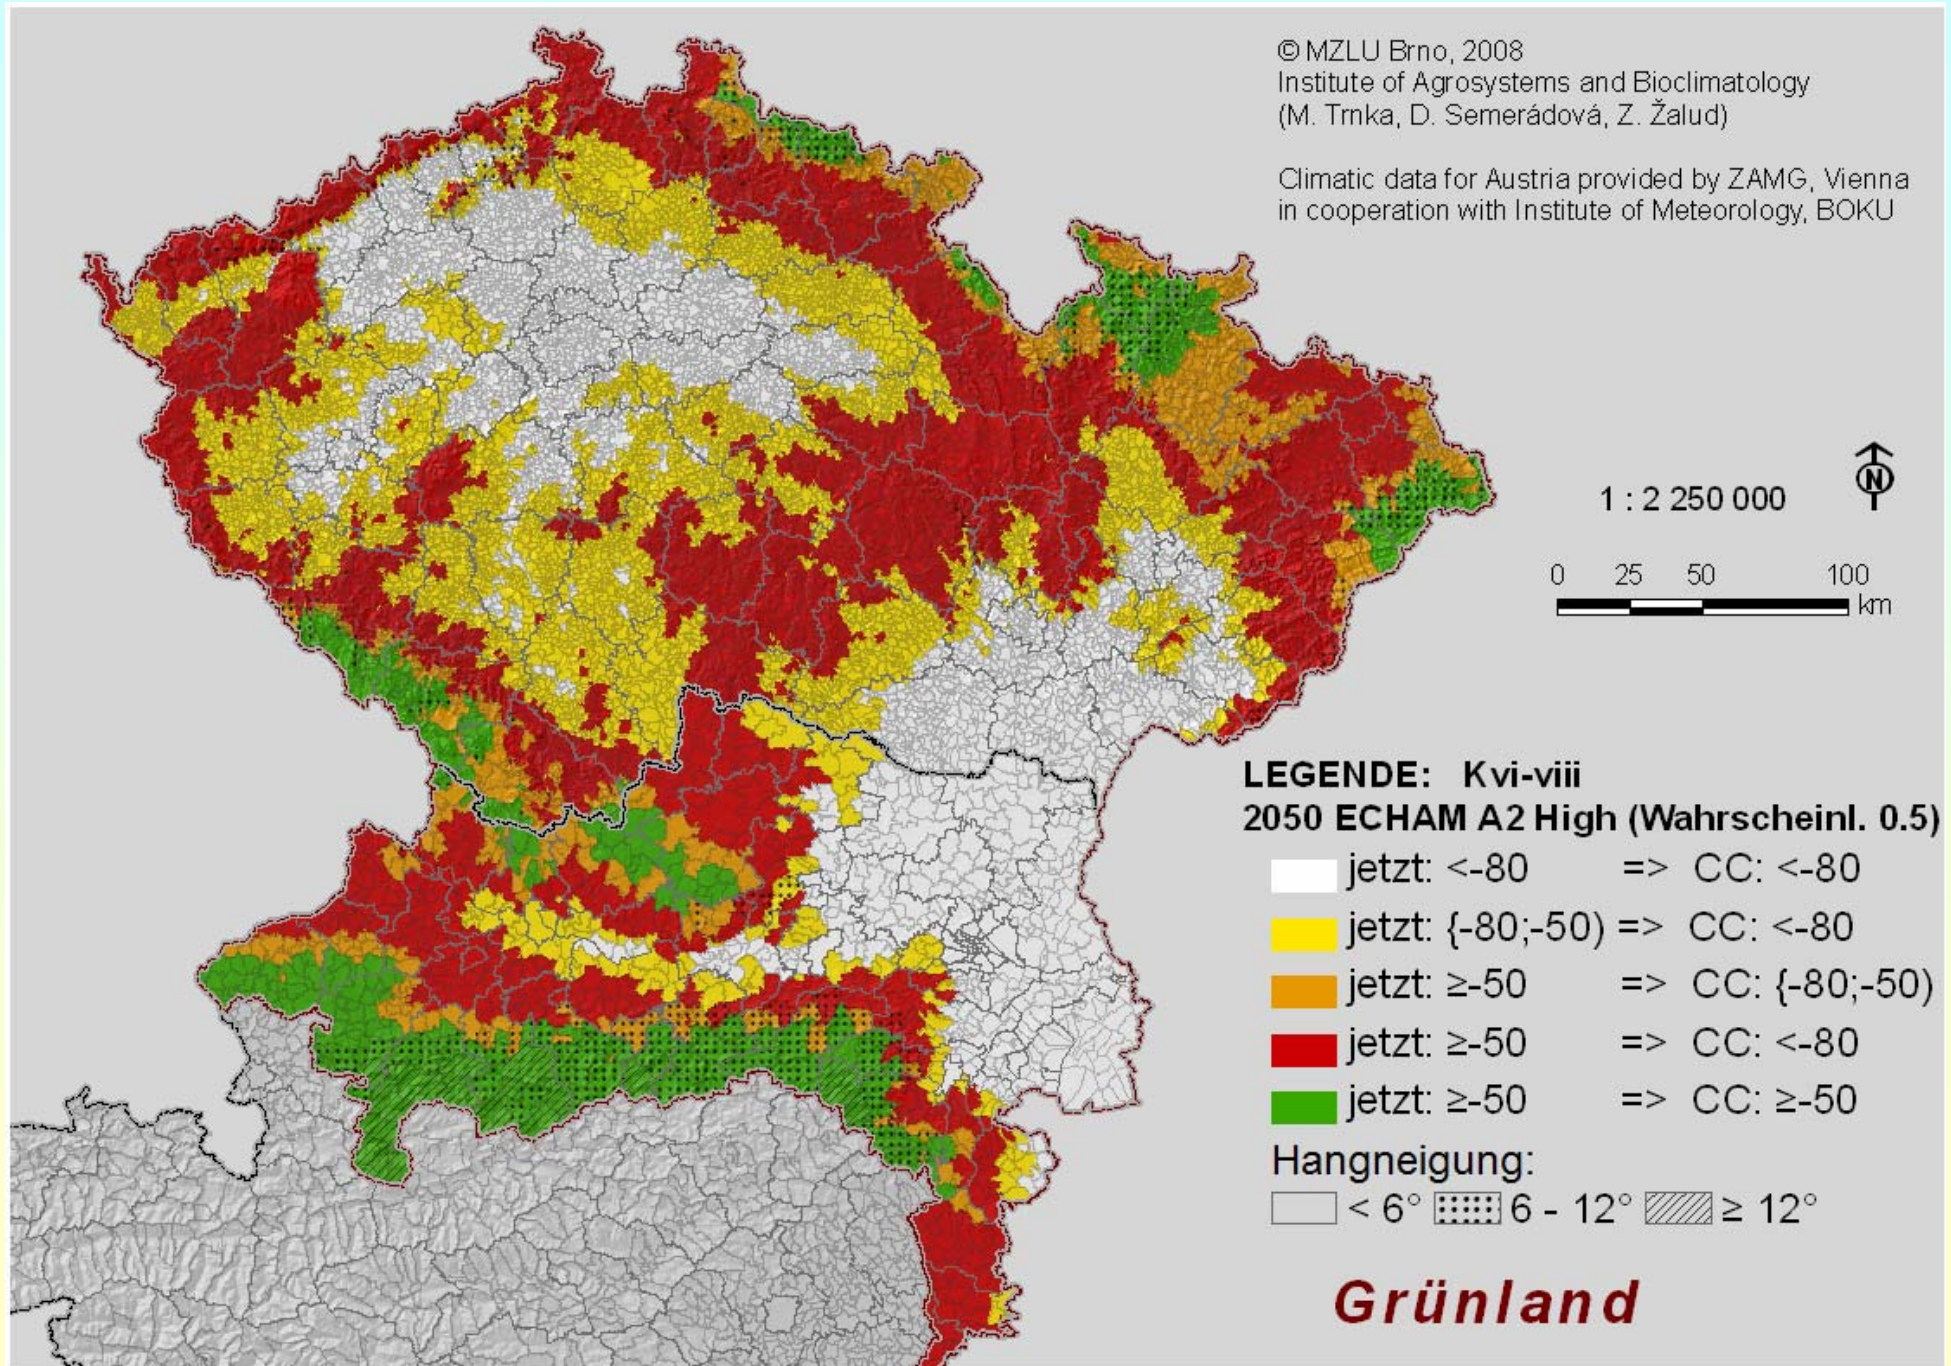 © MZLU Brno, 2008
Institute of Agrosystems and Bioclimatology
(M. Trnka, D. Semerádová, Z. Žalud)
Climatic data for Austria provided by ZAMG, Vienna
in cooperation with Institute of Meteorology, BOKU
N
1 : 2 250 000
0 25 50 100
km
LEGENDE: Kvi-viii
2050 ECHAM A2 High (Wahrscheinl. 0.5)
jetzt: <-80 => CC: <-80
jetzt: {-80;-50) => CC: <-80
jetzt: ≥-50 => CC: {-80;-50)
jetzt: ≥-50 => CC: <-80
jetzt: ≥-50 => CC: ≥-50
Hangneigung:
< 6° 6 - 12° ≥ 12°
Grünland